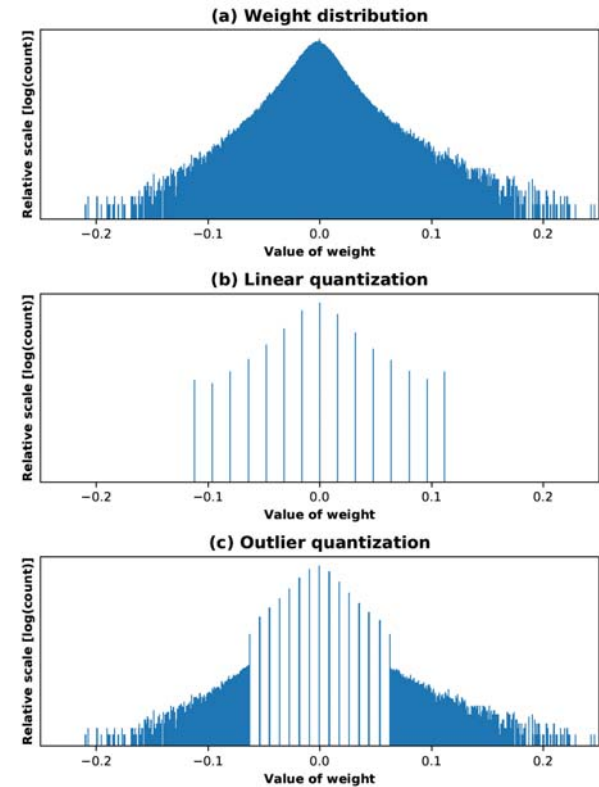 (a) Weight distribution
Relative scale [log(count)]
−0.2 −0.1 0.0 0.1 0.2
Value of weight
(b) Linear quantization
Relative scale [log(count)]
−0.2 −0.1 0.0 0.1 0.2
Value of weight
(c) Outlier quantization
Relative scale [log(count)]
−0.2 −0.1 0.0 0.1 0.2
Value of weight